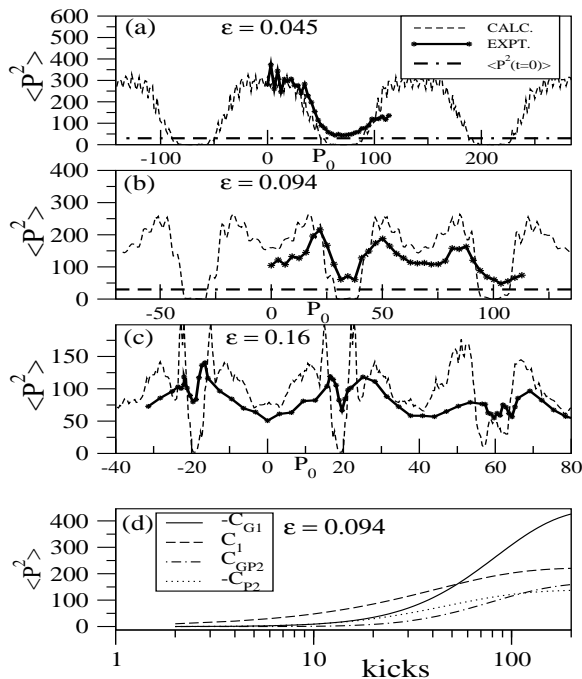 (a) ε = 0.045
CALC.
EXPT.
<P²(t=0)>
<P²>
600
500
400
300
200
100
0
-100 0 100 200
P₀
(b) ε = 0.094
<P²>
400
300
200
100
0
-50 0 50 100
P₀
(c) ε = 0.16
<P²>
150
100
50
0
-40 -20 0 20 40 60 80
P₀
(d) ε = 0.094
-C_G1
C₁
C_GP2
-C_P2
<P²>
400
300
200
100
0
1 10 100
kicks